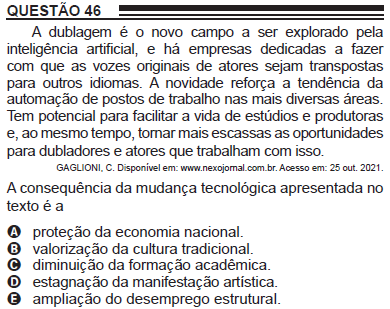 QUESTÃO 46
A dublagem é o novo campo a ser explorado pela
inteligência artificial, e há empresas dedicadas a fazer
com que as vozes originais de atores sejam transpostas
para outros idiomas. A novidade reforça a tendência da
automação de postos de trabalho nas mais diversas áreas.
Tem potencial para facilitar a vida de estúdios e produtoras
e, ao mesmo tempo, tornar mais escassas as oportunidades
para dubladores e atores que trabalham com isso.
GAGLIONI, C. Disponível em: www.nexojornal.com.br. Acesso em: 25 out. 2021.
A consequência da mudança tecnológica apresentada no
texto é a
A proteção da economia nacional.
B valorização da cultura tradicional.
C diminuição da formação acadêmica.
D estagnação da manifestação artística.
E ampliação do desemprego estrutural.